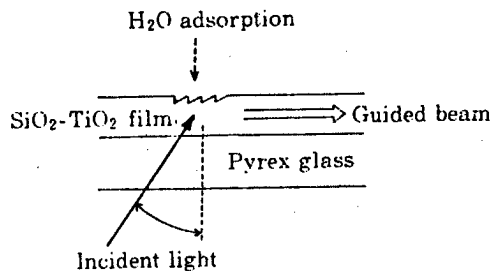 H₂O adsorption
SiO₂-TiO₂ film
Guided beam
Pyrex glass
Incident light